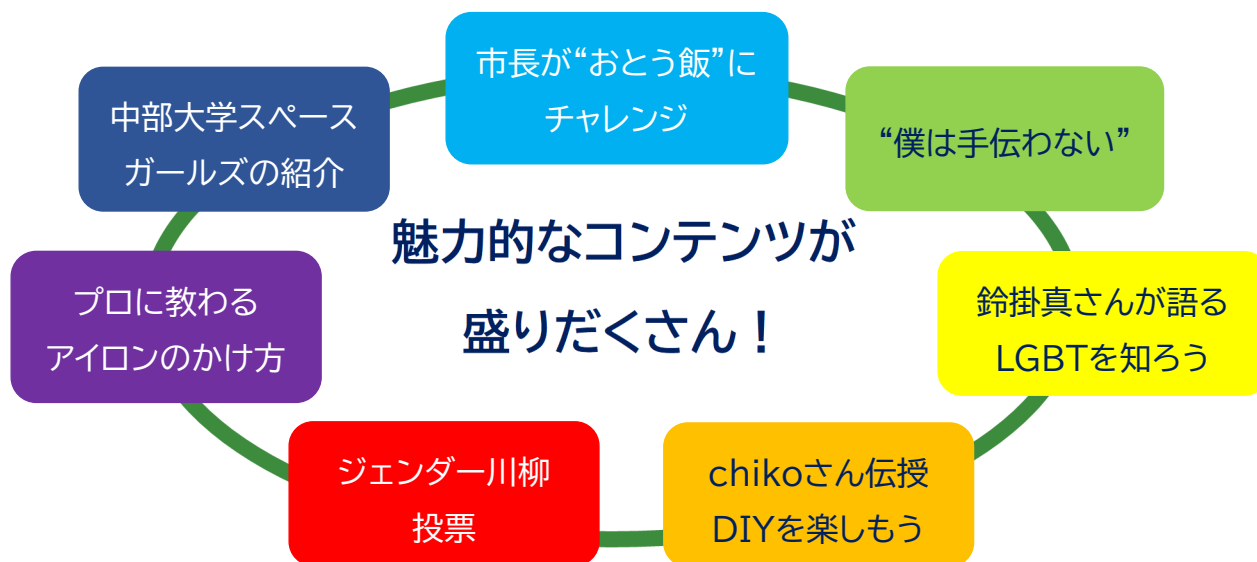 市長が“おとう飯”に
チャレンジ
“僕は手伝わない”
鈴掛真さんが語る
LGBTを知ろう
chikoさん伝授
DIYを楽しもう
ジェンダー川柳
投票
プロに教わる
アイロンのかけ方
中部大学スペース
ガールズの紹介
魅力的なコンテンツが
盛りだくさん！